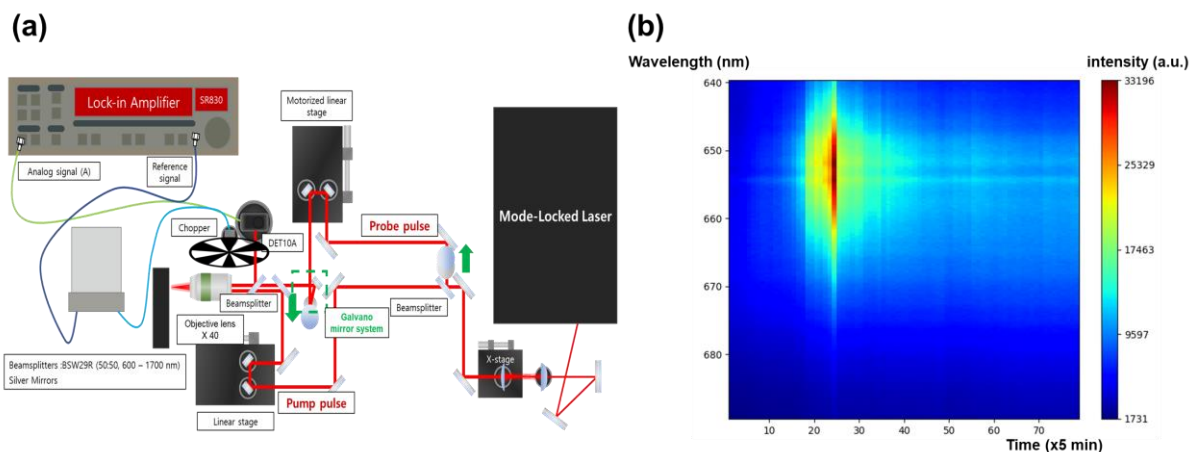 (a)
Lock-in Amplifier
SR830
Analog signal (A)
Reference
signal
Motorized linear
stage
Chopper
DET10A
Probe pulse
Mode-Locked Laser
Beamsplitter
Galvano
mirror system
Beamsplitter
Objective lens
X 40
X-stage
Beamsplitters :BSW29R (50:50, 600 – 1700 nm)
Silver Mirrors
Pump pulse
Linear stage
(b)
Wavelength (nm)
intensity (a.u.)
640
650
660
670
680
10
20
30
40
50
60
70
Time (x5 min)
33196
25329
17463
9597
1731